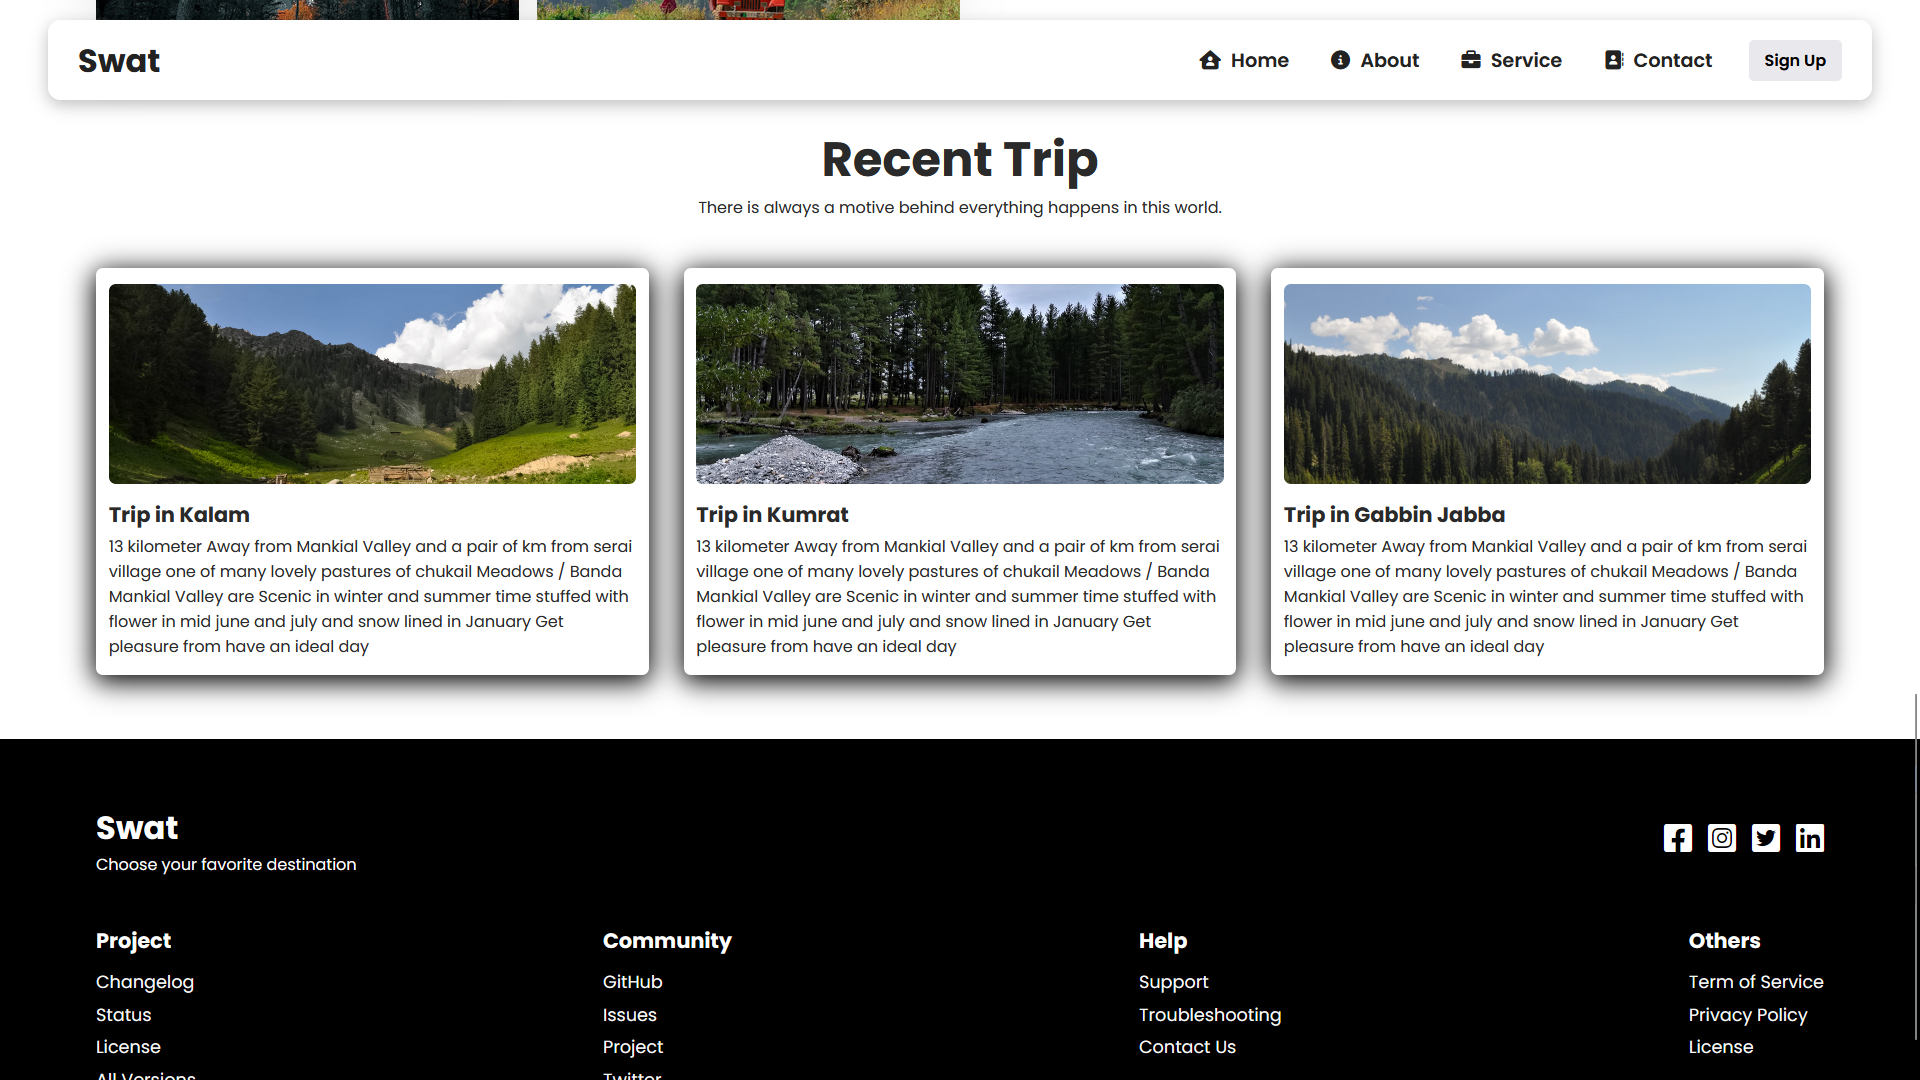 Swat
Home
About
Service
Contact
Sign Up
Recent Trip
There is always a motive behind everything happens in this world.
Trip in Kalam
13 kilometer Away from Mankial Valley and a pair of km from serai
village one of many lovely pastures of chukail Meadows / Banda
Mankial Valley are Scenic in winter and summer time stuffed with
flower in mid june and july and snow lined in January Get
pleasure from have an ideal day
Trip in Kumrat
13 kilometer Away from Mankial Valley and a pair of km from serai
village one of many lovely pastures of chukail Meadows / Banda
Mankial Valley are Scenic in winter and summer time stuffed with
flower in mid june and july and snow lined in January Get
pleasure from have an ideal day
Trip in Gabbin Jabba
13 kilometer Away from Mankial Valley and a pair of km from serai
village one of many lovely pastures of chukail Meadows / Banda
Mankial Valley are Scenic in winter and summer time stuffed with
flower in mid june and july and snow lined in January Get
pleasure from have an ideal day
Swat
Choose your favorite destination
Project
Changelog
Status
License
All Versions
Community
GitHub
Issues
Project
Twitter
Help
Support
Troubleshooting
Contact Us
Others
Term of Service
Privacy Policy
License